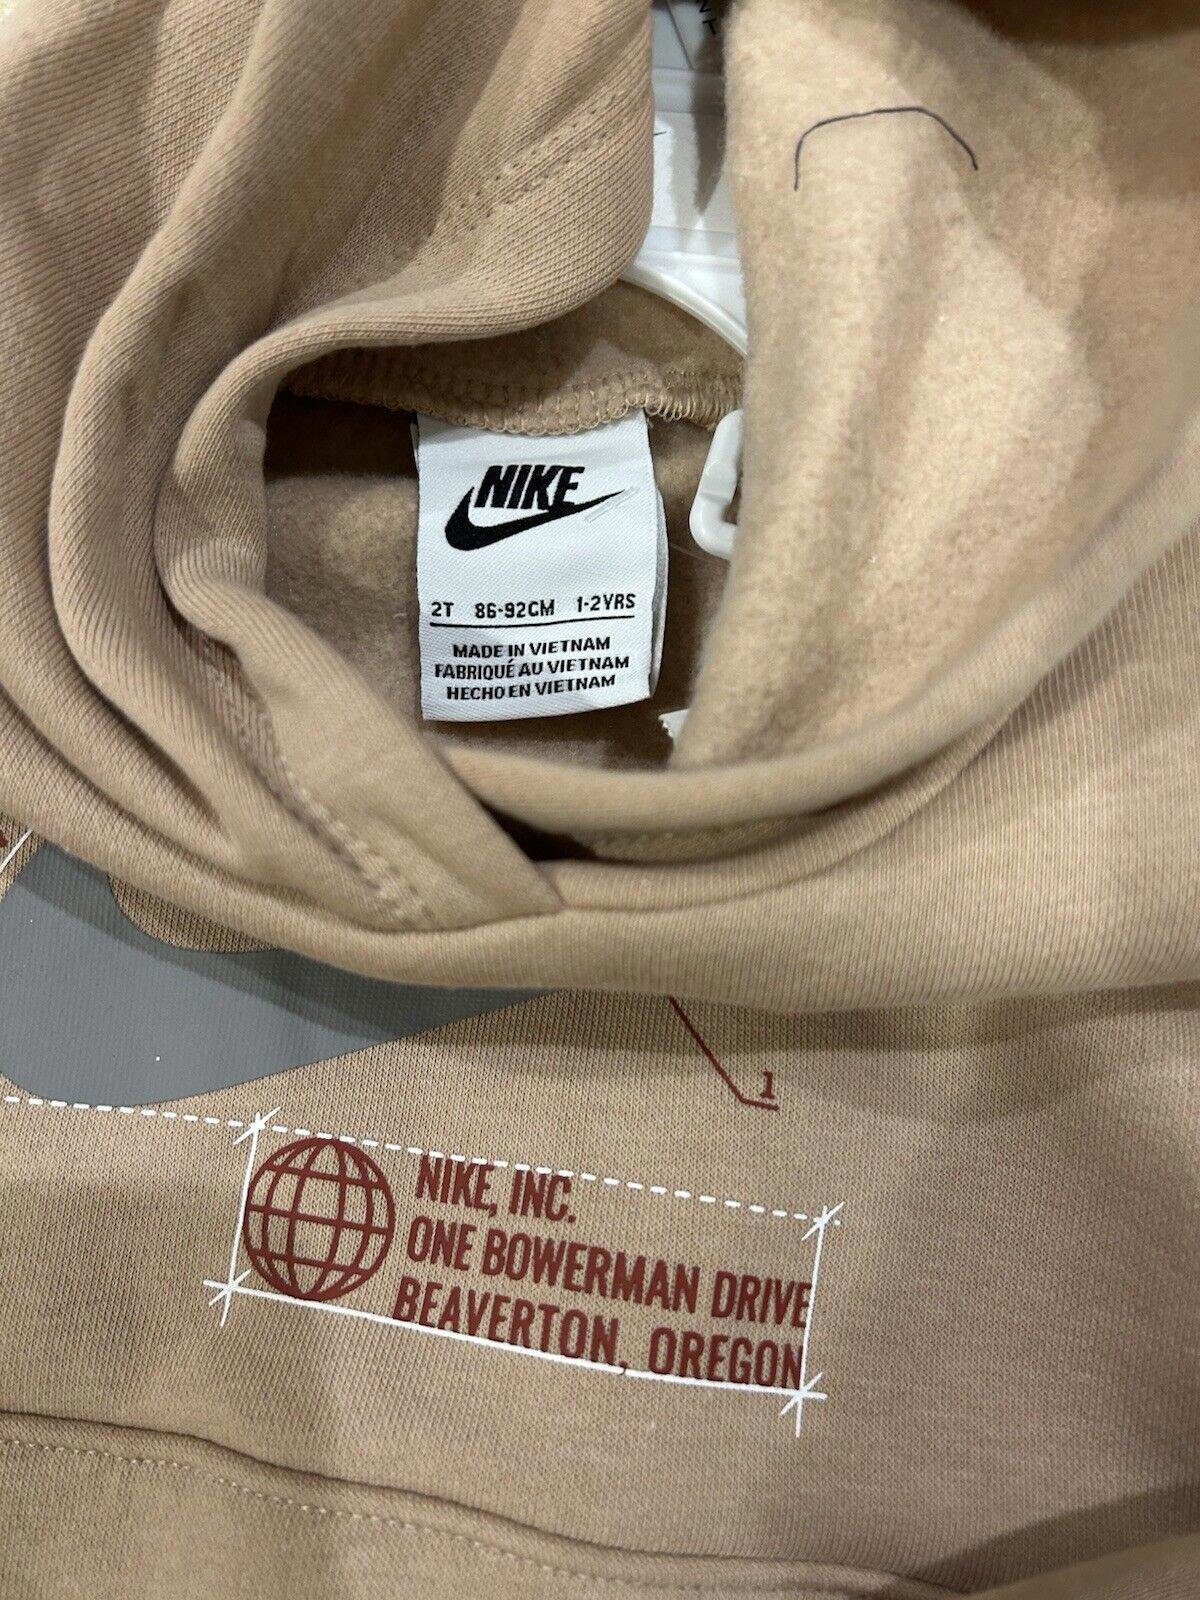 NIKE
2T 86-92CM 1-2YRS
MADE IN VIETNAM
FABRIQUÉ AU VIETNAM
HECHO EN VIETNAM
1
NIKE, INC.
ONE BOWERMAN DRIVE
BEAVERTON, OREGON